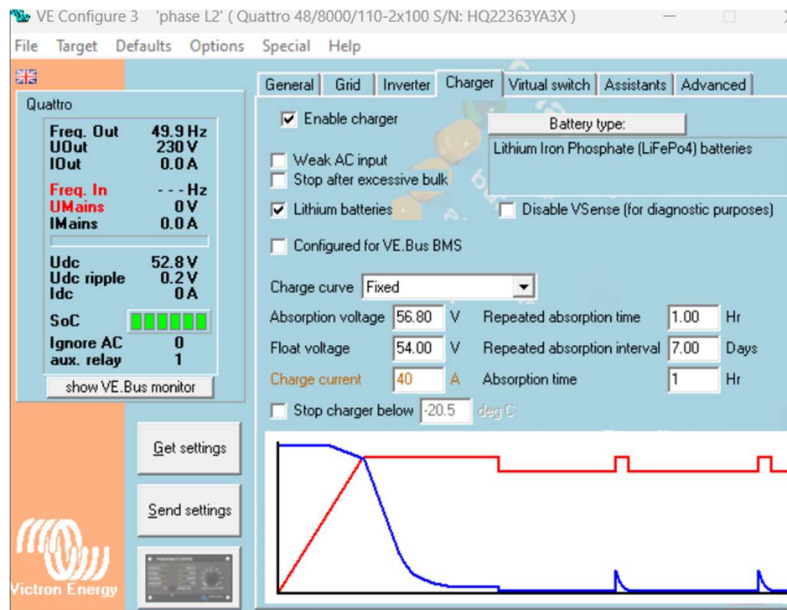 VE Configure 3 'phase L2' ( Quattro 48/8000/110-2x100 S/N: HQ22363YA3X )
File Target Defaults Options Special Help
Quattro
Freq. Out 49.9 Hz
UOut 230 V
IOut 0.0 A
Freq. In - - - Hz
UMains 0 V
IMains 0.0 A
Udc 52.8 V
Udc ripple 0.2 V
Idc 0 A
SoC
Ignore AC 0
aux. relay 1
show VE.Bus monitor
Get settings
Send settings
victron energy
General Grid Inverter Charger Virtual switch Assistants Advanced
Enable charger
Battery type:
Lithium Iron Phosphate (LiFePo4) batteries
Weak AC input
Stop after excessive bulk
Lithium batteries
Disable VSense (for diagnostic purposes)
Configured for VE.Bus BMS
Charge curve Fixed
Absorption voltage 56.80 V Repeated absorption time 1.00 Hr
Float voltage 54.00 V Repeated absorption interval 7.00 Days
Charge current 40 A Absorption time 1 Hr
Stop charger below -20.5 deg C